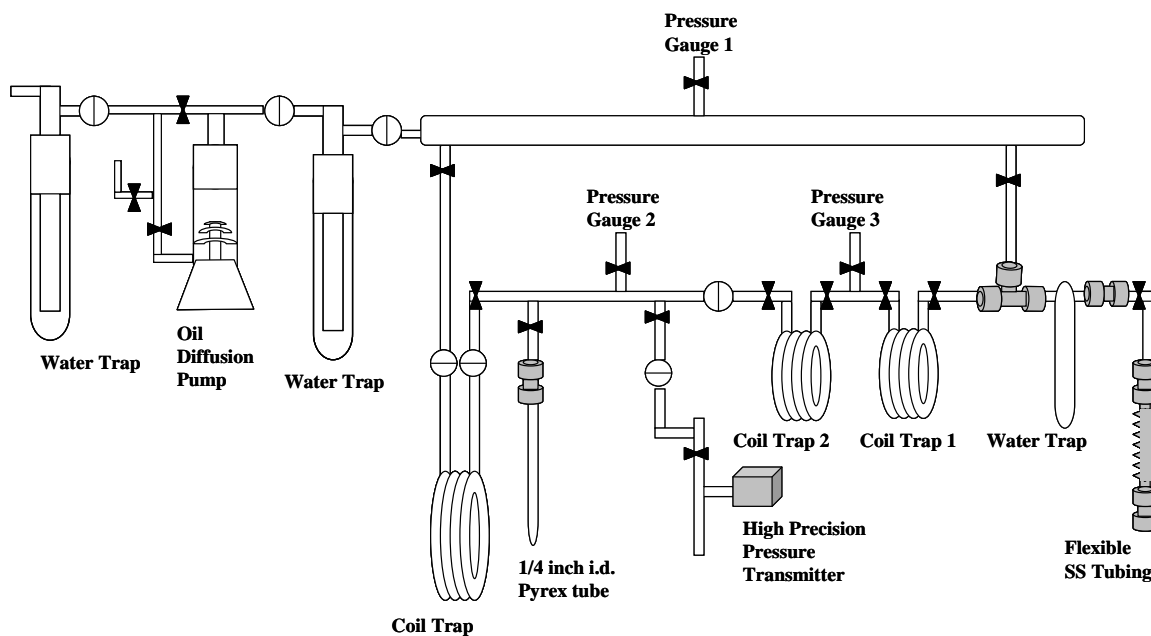 Pressure
Gauge 1
Pressure
Gauge 2
Pressure
Gauge 3
Water Trap
Oil
Diffusion
Pump
Water Trap
Coil Trap 2
Coil Trap 1
Water Trap
High Precision
Pressure
Transmitter
Flexible
SS Tubing
1/4 inch i.d.
Pyrex tube
Coil Trap